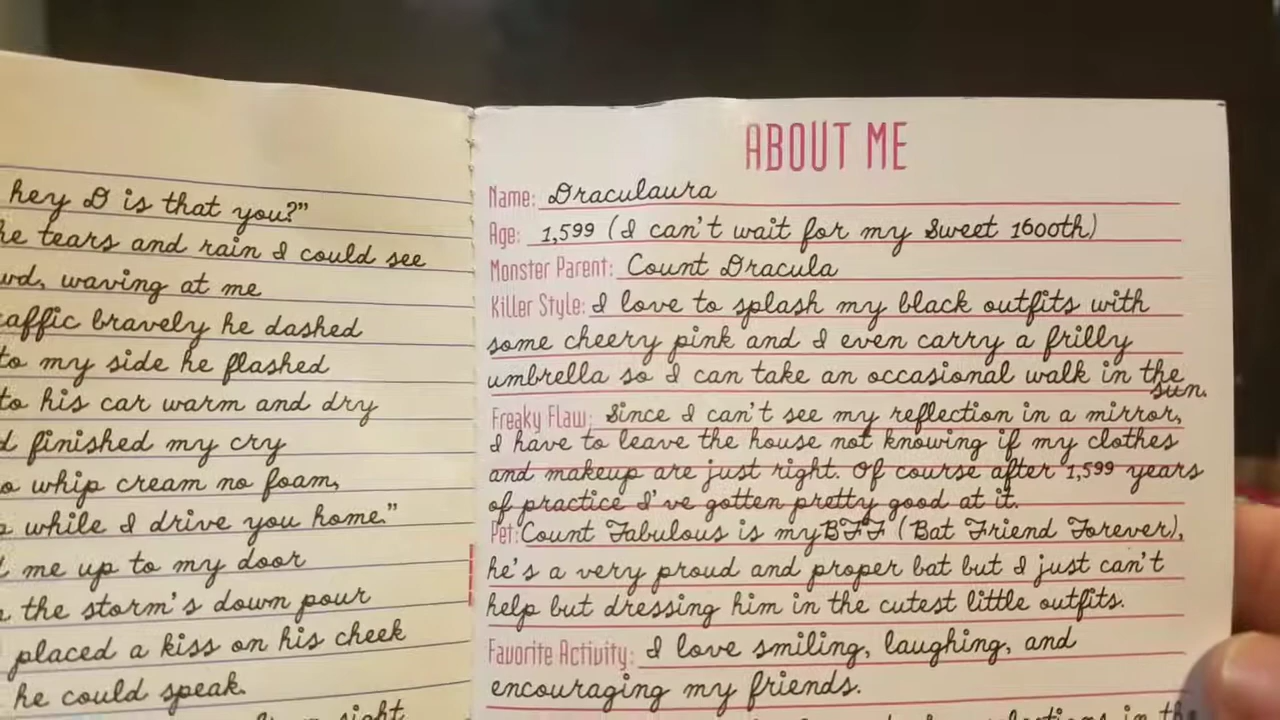 hey D is that you?"
he tears and rain I could see
wd, waving at me
raffic bravely he dashed
to my side he flashed
to his car warm and dry
d finished my cry
o whip cream no foam,
while I drive you home."
me up to my door
the storm's down pour
placed a kiss on his cheek
he could speak.
sight
ABOUT ME
Name: Draculaura
Age: 1,599 (I can't wait for my Sweet 1600th)
Monster Parent: Count Dracula
Killer Style: I love to splash my black outfits with
some cheery pink and I even carry a frilly
umbrella so I can take an occasional walk in the
sun.
Freaky Flaw: Since I can't see my reflection in a mirror,
I have to leave the house not knowing if my clothes
and makeup are just right. Of course after 1,599 years
of practice I've gotten pretty good at it.
Pet: Count Fabulous is my BFF (Bat Friend Forever),
he's a very proud and proper bat but I just can't
help but dressing him in the cutest little outfits.
Favorite Activity: I love smiling, laughing, and
encouraging my friends.
in the